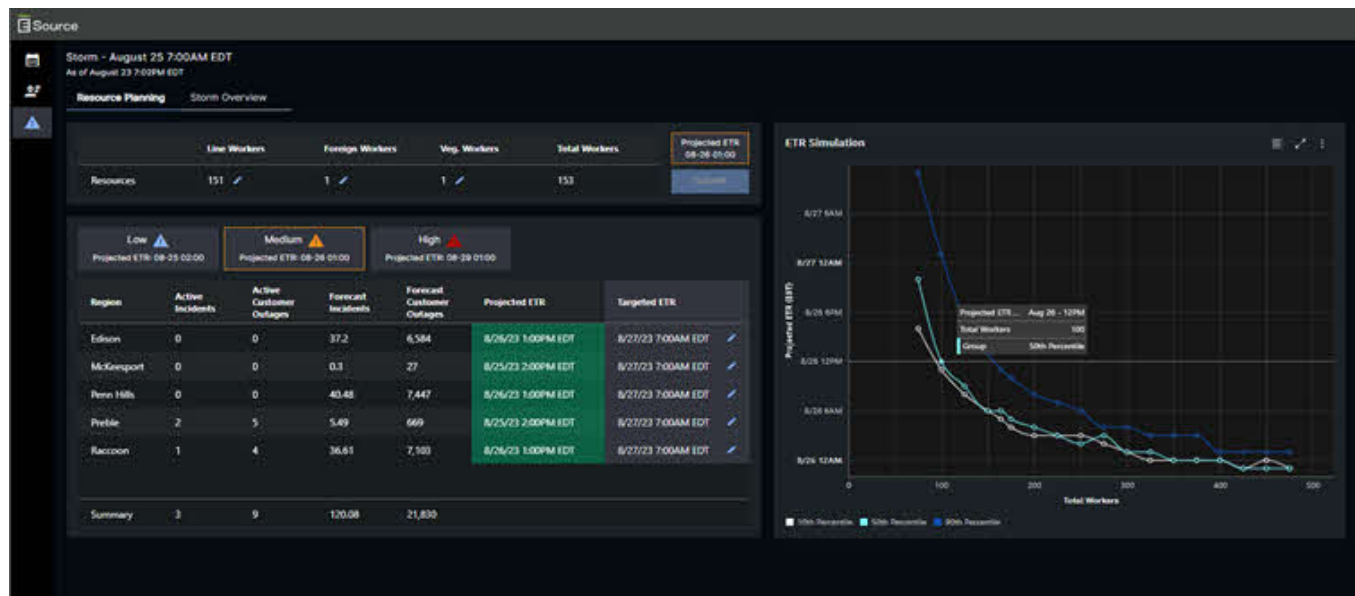 ESource
Storm - August 25 7:00AM EDT
As of August 23 7:02PM EDT
Resource Planning Storm Overview
Line Workers Foreign Workers Veg. Workers Total Workers Projected ETR
08-26 01:00
Resources 151 1 1 153 Submit
Low Medium High
Projected ETR: 08-25 02:00 Projected ETR: 08-26 01:00 Projected ETR: 08-29 01:00
Region Active Incidents Active Customer Outages Forecast Incidents Forecast Customer Outages Projected ETR Targeted ETR
Edison 0 0 37.2 6,584 8/26/23 1:00PM EDT 8/27/23 7:00AM EDT
McKeesport 0 0 0.3 27 8/25/23 2:00PM EDT 8/27/23 7:00AM EDT
Penn Hills 0 0 40.48 7,447 8/26/23 1:00PM EDT 8/27/23 7:00AM EDT
Preble 2 5 5.49 669 8/25/23 2:00PM EDT 8/27/23 7:00AM EDT
Raccoon 1 4 36.61 7,103 8/26/23 1:00PM EDT 8/27/23 7:00AM EDT
Summary 3 9 120.08 21,830
ETR Simulation
Projected ETR (EDT)
8/27 6AM
8/27 12AM
8/26 6PM
8/26 12PM
8/26 6AM
8/26 12AM
Projected ETR ... Aug 26 - 12PM
Total Workers 100
Group 50th Percentile
0 100 200 300 400 500
Total Workers
10th Percentile 50th Percentile 90th Percentile